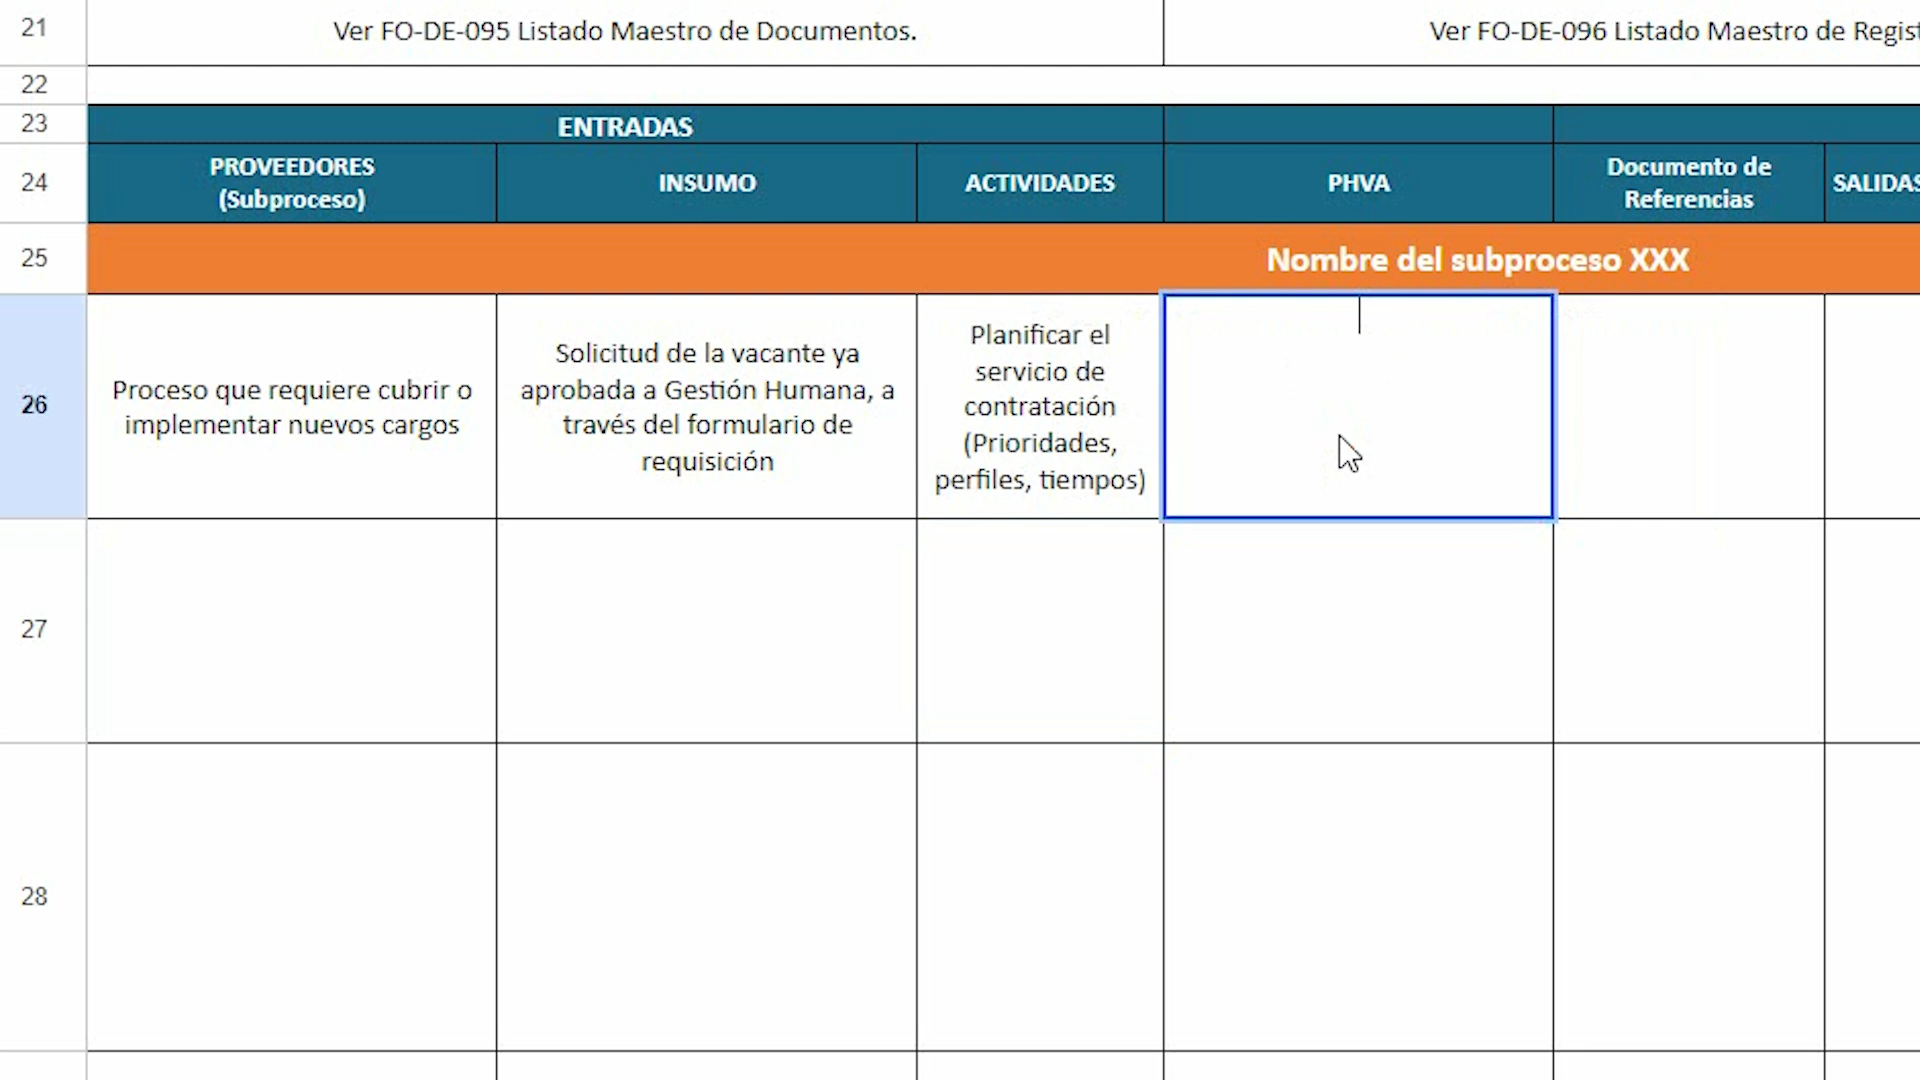 21
Ver FO-DE-095 Listado Maestro de Documentos.
Ver FO-DE-096 Listado Maestro de Regist
22
23
ENTRADAS
24
PROVEEDORES
(Subproceso)
INSUMO
ACTIVIDADES
PHVA
Documento de
Referencias
SALIDAS
25
Nombre del subproceso XXX
26
Proceso que requiere cubrir o
implementar nuevos cargos
Solicitud de la vacante ya
aprobada a Gestión Humana, a
través del formulario de
requisición
Planificar el
servicio de
contratación
(Prioridades,
perfiles, tiempos)
27
28